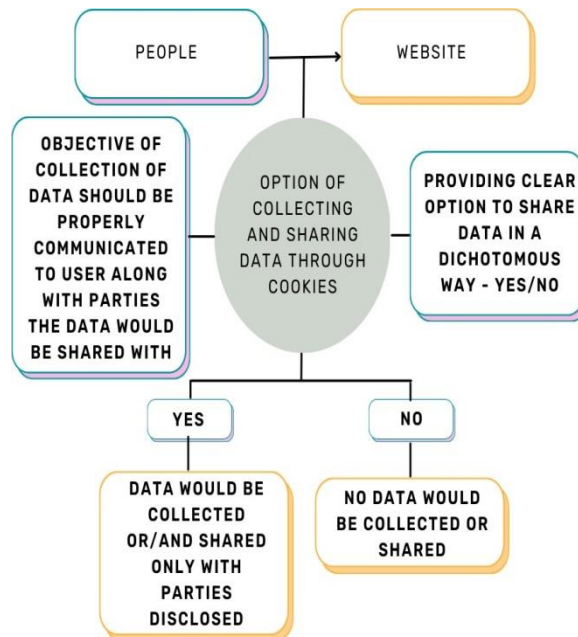 PEOPLE
WEBSITE
OBJECTIVE OF
COLLECTION OF
DATA SHOULD BE
PROPERLY
COMMUNICATED
TO USER ALONG
WITH PARTIES
THE DATA WOULD
BE SHARED WITH
OPTION OF
COLLECTING
AND SHARING
DATA THROUGH
COOKIES
PROVIDING CLEAR
OPTION TO SHARE
DATA IN A
DICHOTOMOUS
WAY - YES/NO
YES
NO
DATA WOULD BE
COLLECTED
OR/AND SHARED
ONLY WITH
PARTIES
DISCLOSED
NO DATA WOULD
BE COLLECTED OR
SHARED